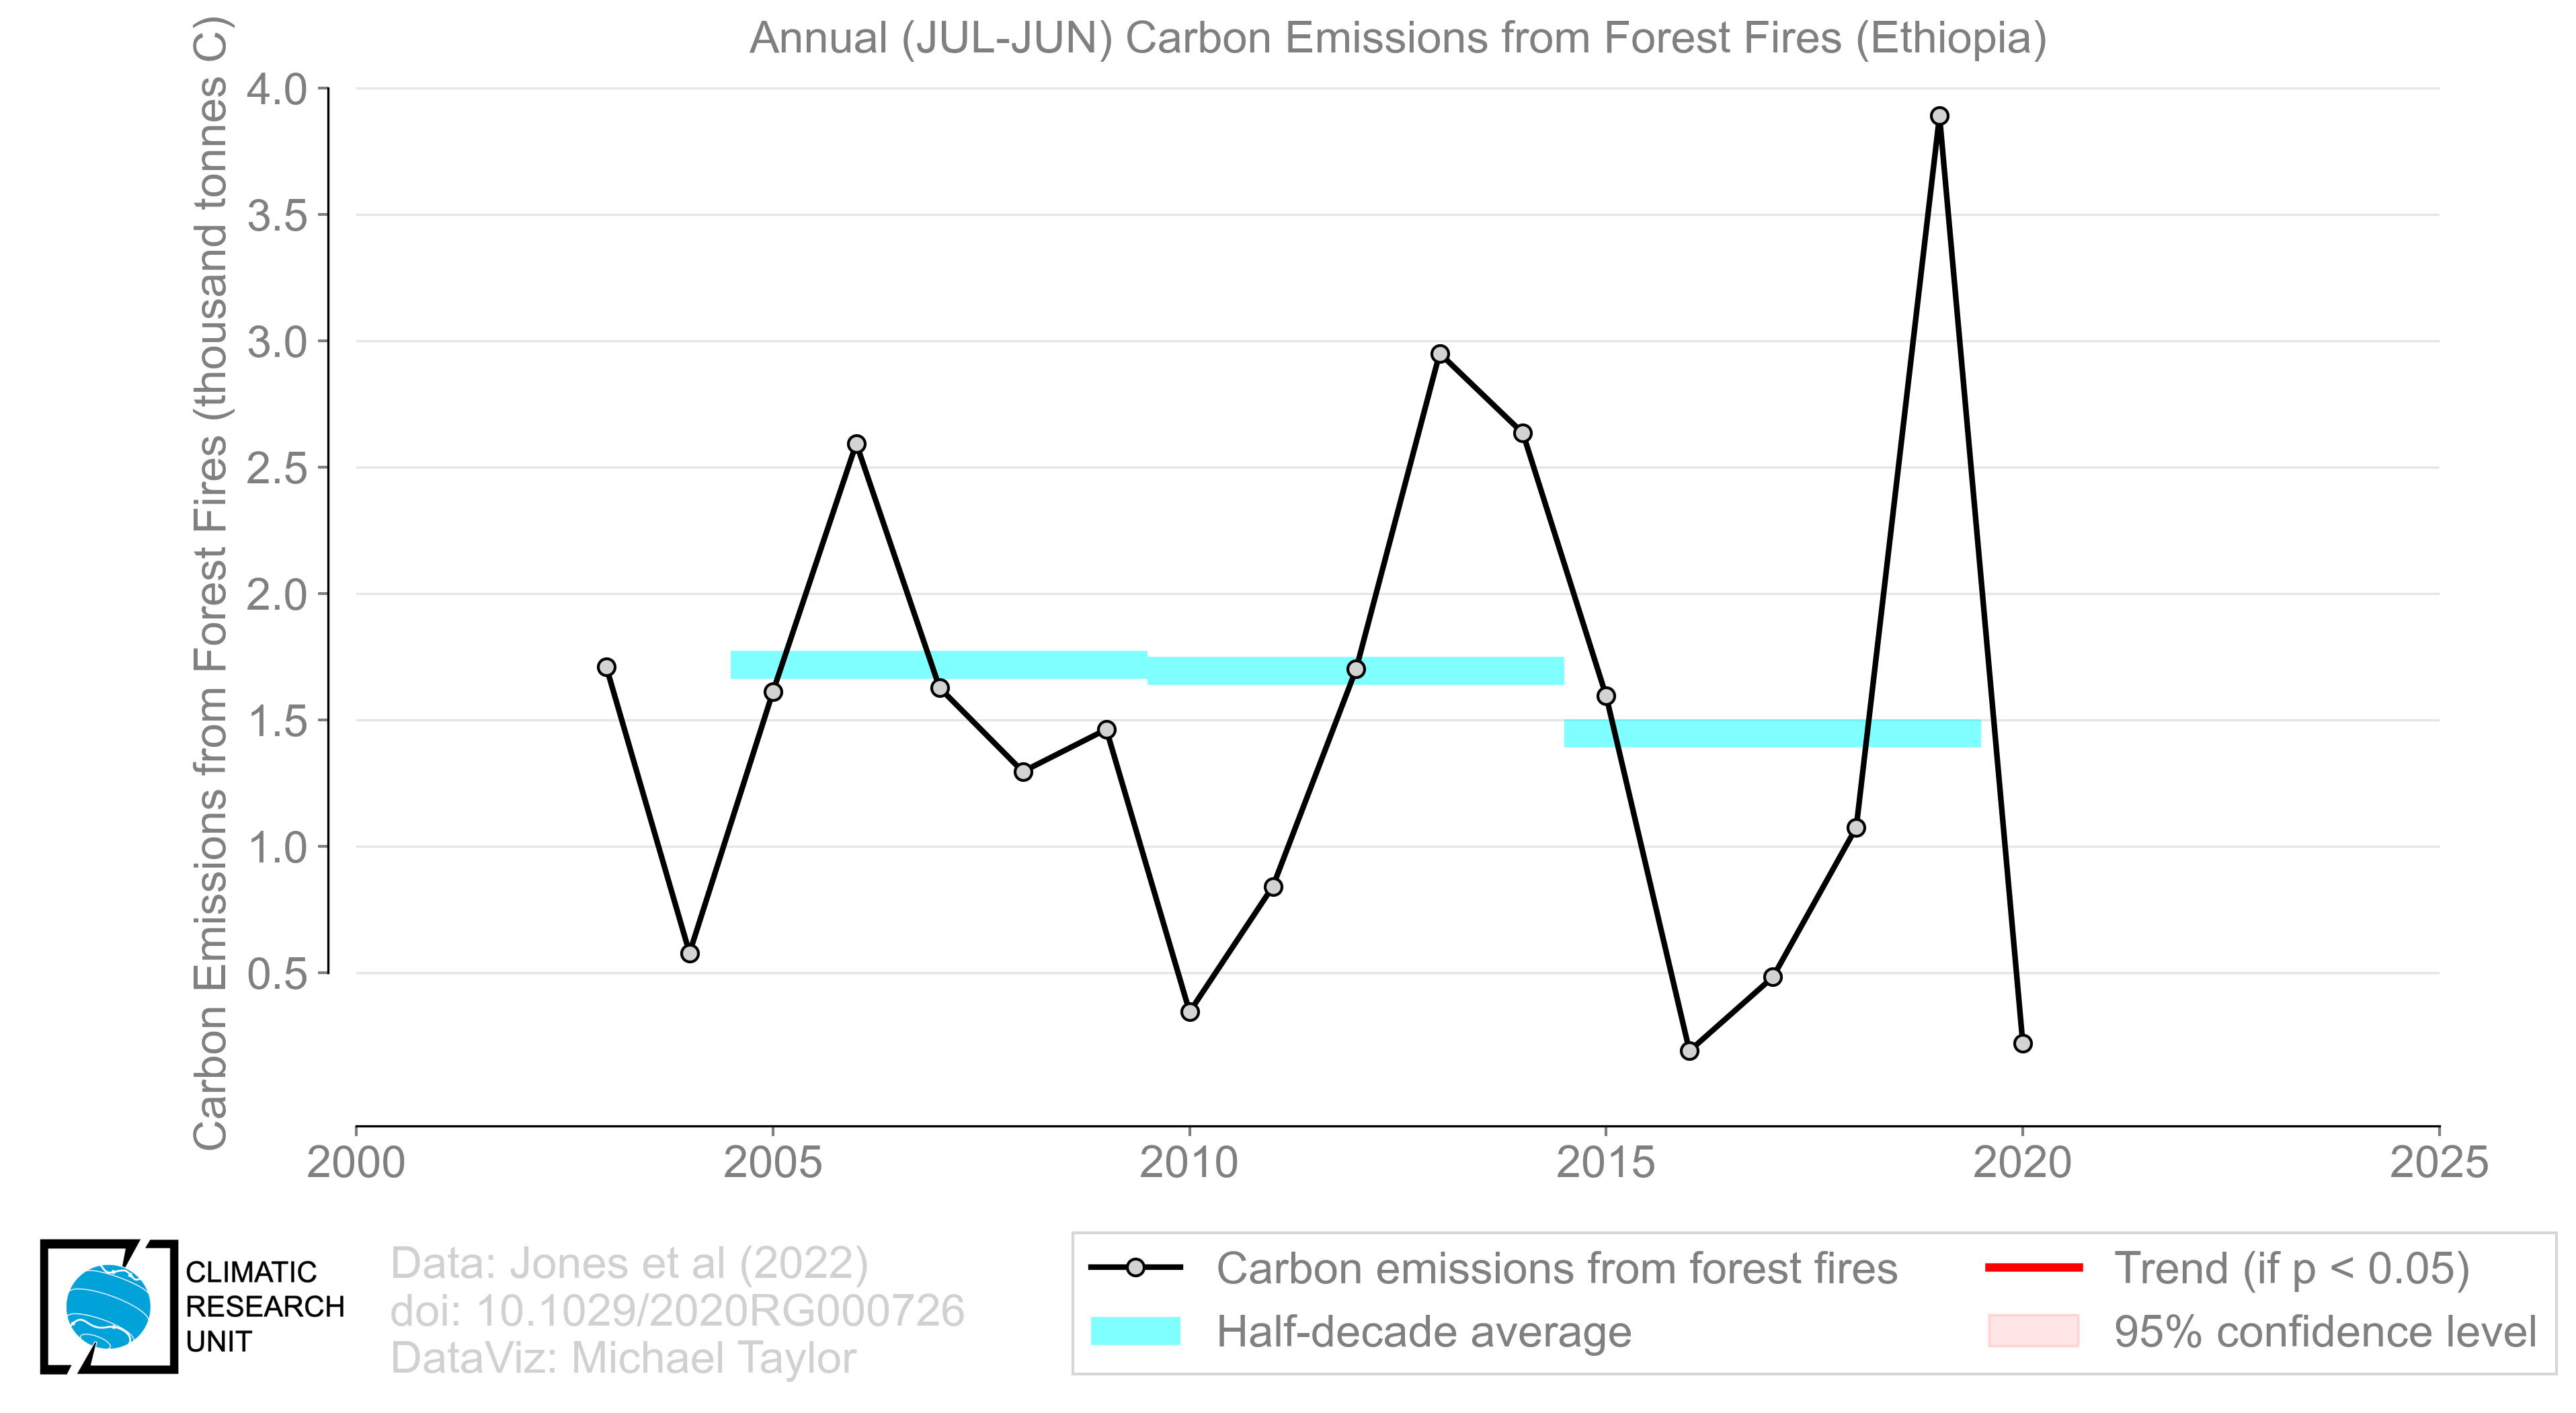 Annual (JUL-JUN) Carbon Emissions from Forest Fires (Ethiopia)
Carbon Emissions from Forest Fires (thousand tonnes C)
4.0
3.5
3.0
2.5
2.0
1.5
1.0
0.5
2000 2005 2010 2015 2020 2025
CLIMATIC
RESEARCH
UNIT
Data: Jones et al (2022)
doi: 10.1029/2020RG000726
DataViz: Michael Taylor
Carbon emissions from forest fires
Half-decade average
Trend (if p < 0.05)
95% confidence level